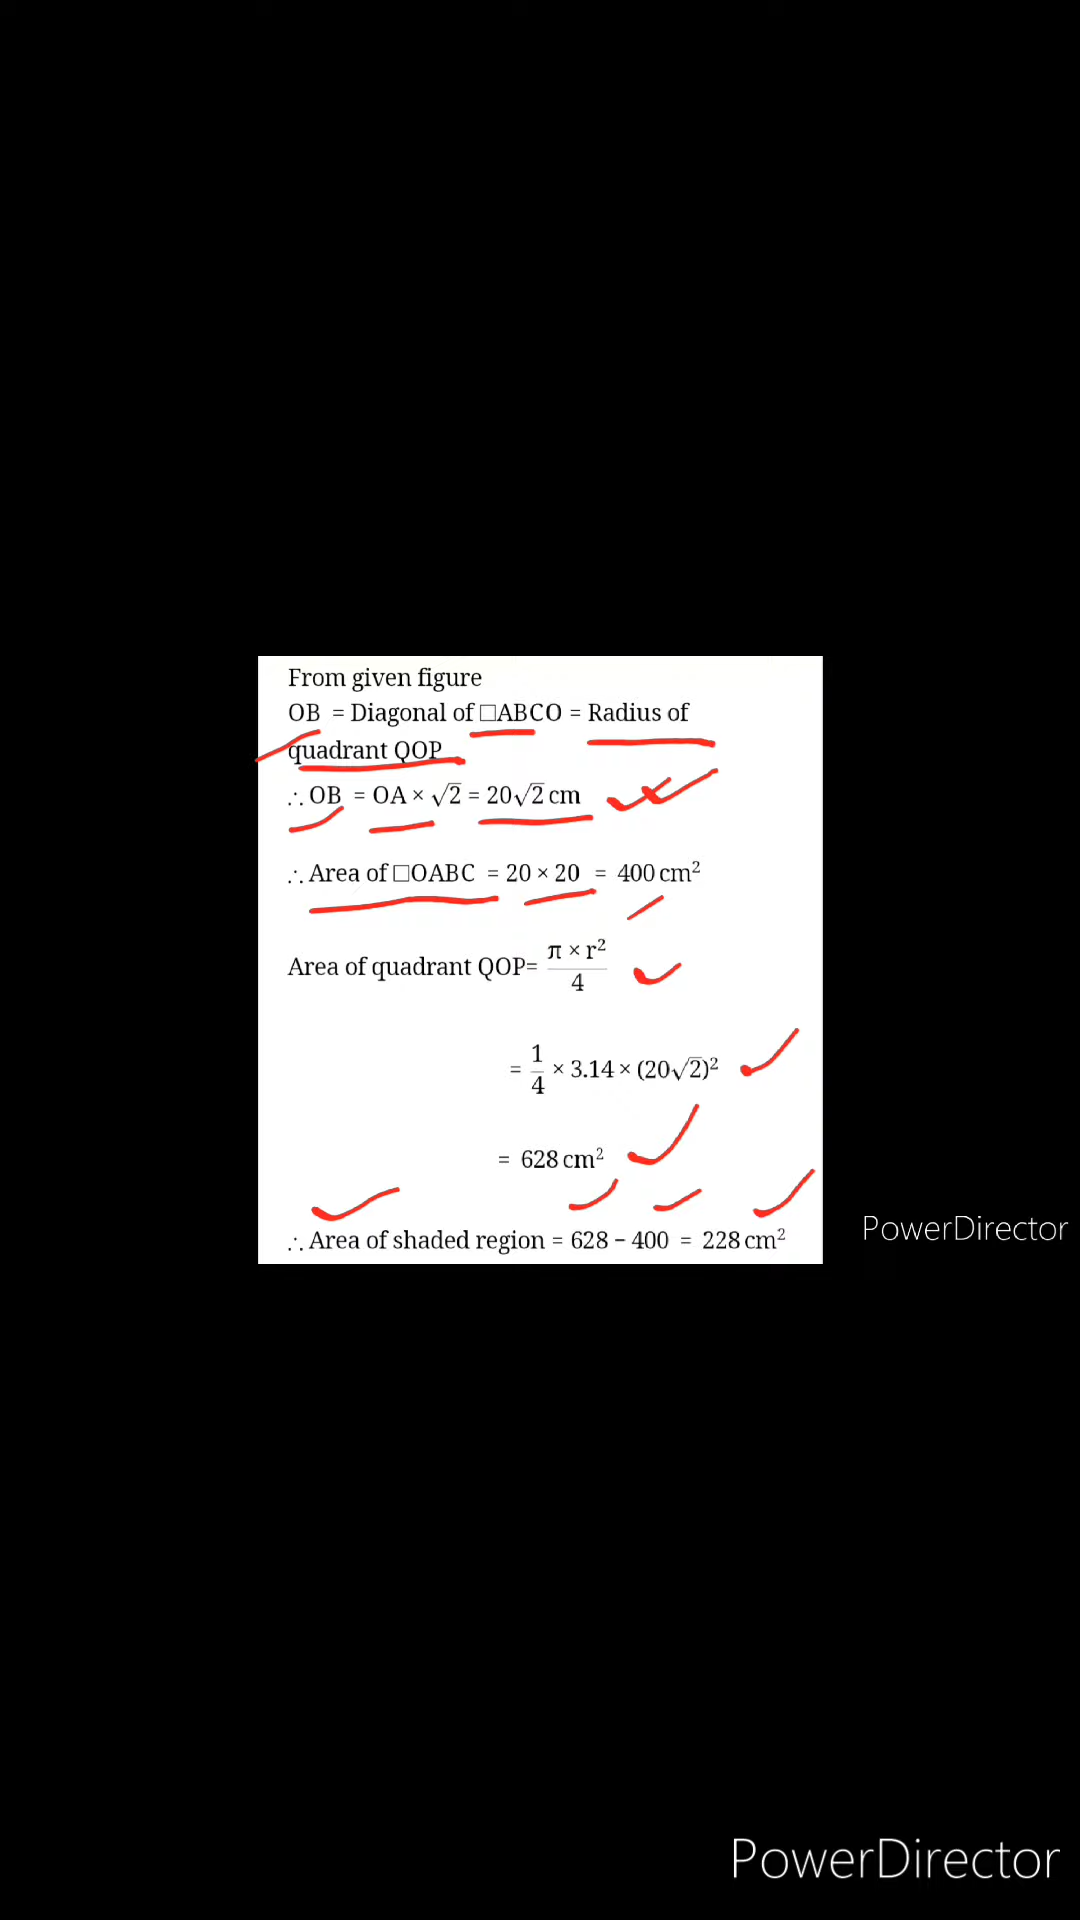 From given figure
OB = Diagonal of □ABCO = Radius of
quadrant QOP
∴ OB = OA × √2 = 20√2 cm
∴ Area of □OABC = 20 × 20 = 400 cm²
Area of quadrant QOP= π × r² / 4
= 1/4 × 3.14 × (20√2)²
= 628 cm²
∴ Area of shaded region = 628 − 400 = 228 cm²
PowerDirector
PowerDirector